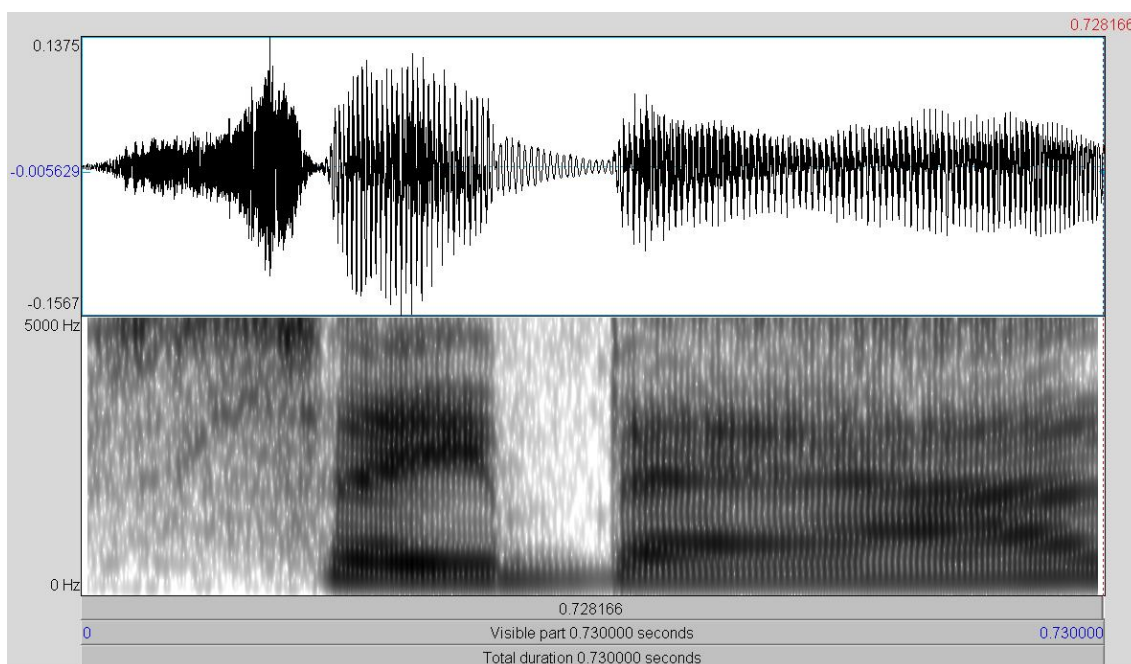 0.728166
0.1375
-0.005629
-0.1567
5000 Hz
0 Hz
0.728166
0 Visible part 0.730000 seconds 0.730000
Total duration 0.730000 seconds